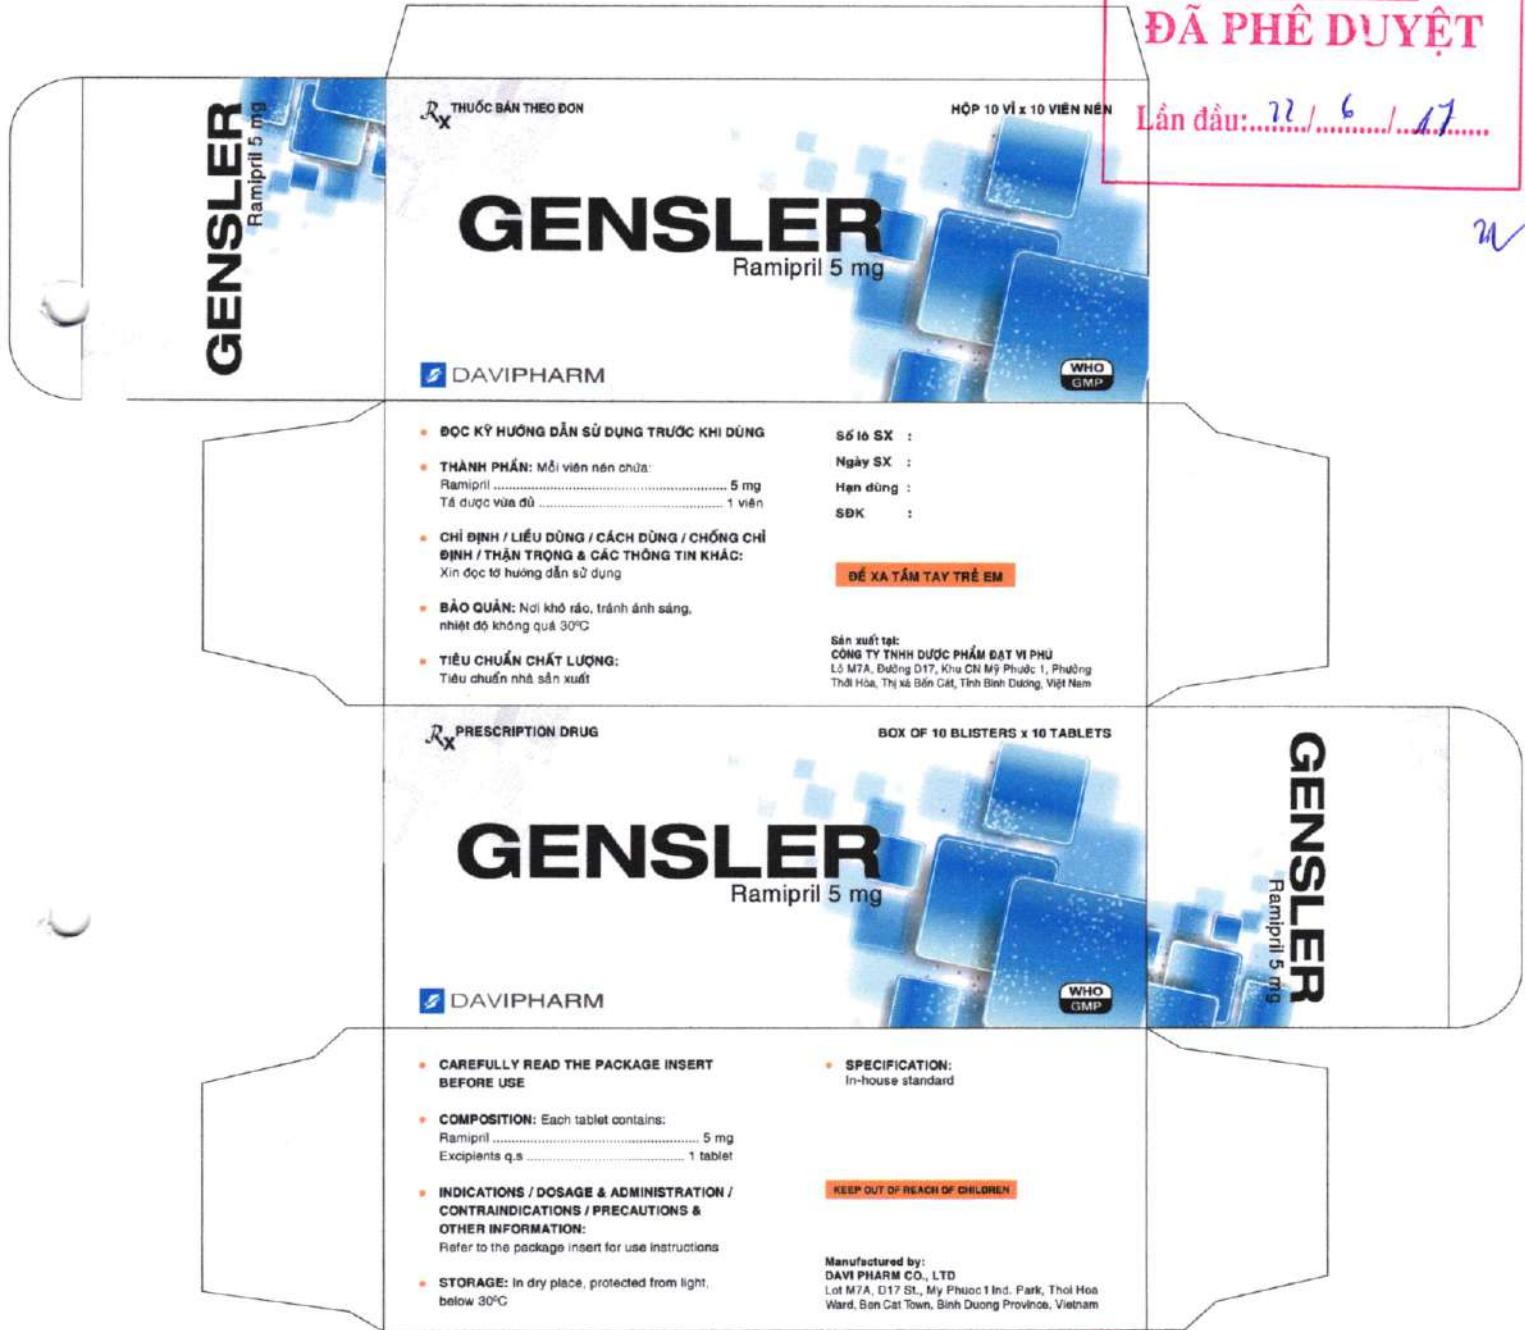 ĐÃ PHÊ DUYỆT
Lần đầu: 22 / 6 / 17
GENSLER
Ramipril 5 mg
Rx THUỐC BÁN THEO ĐƠN
HỘP 10 VỈ x 10 VIÊN NÉN
GENSLER
Ramipril 5 mg
DAVIPHARM
WHO
GMP
• ĐỌC KỸ HƯỚNG DẪN SỬ DỤNG TRƯỚC KHI DÙNG
• THÀNH PHẦN: Mỗi viên nén chứa:
Ramipril ........ 5 mg
Tá dược vừa đủ ........ 1 viên
• CHỈ ĐỊNH / LIỀU DÙNG / CÁCH DÙNG / CHỐNG CHỈ
ĐỊNH / THẬN TRỌNG & CÁC THÔNG TIN KHÁC:
Xin đọc tờ hướng dẫn sử dụng
• BẢO QUẢN: Nơi khô ráo, tránh ánh sáng,
nhiệt độ không quá 30°C
• TIÊU CHUẨN CHẤT LƯỢNG:
Tiêu chuẩn nhà sản xuất
Số lô SX :
Ngày SX :
Hạn dùng :
SĐK :
ĐỂ XA TẦM TAY TRẺ EM
Sản xuất tại:
CÔNG TY TNHH DƯỢC PHẨM ĐẠT VI PHÚ
Lô M7A, Đường D17, Khu CN Mỹ Phước 1, Phường
Thới Hòa, Thị xã Bến Cát, Tỉnh Bình Dương, Việt Nam
Rx PRESCRIPTION DRUG
BOX OF 10 BLISTERS x 10 TABLETS
GENSLER
Ramipril 5 mg
DAVIPHARM
WHO
GMP
GENSLER
Ramipril 5 mg
• CAREFULLY READ THE PACKAGE INSERT
BEFORE USE
• COMPOSITION: Each tablet contains:
Ramipril ........ 5 mg
Excipients q.s ........ 1 tablet
• INDICATIONS / DOSAGE & ADMINISTRATION /
CONTRAINDICATIONS / PRECAUTIONS &
OTHER INFORMATION:
Refer to the package insert for use instructions
• STORAGE: In dry place, protected from light,
below 30°C
• SPECIFICATION:
In-house standard
KEEP OUT OF REACH OF CHILDREN
Manufactured by:
DAVI PHARM CO., LTD
Lot M7A, D17 St., My Phuoc 1 Ind. Park, Thoi Hoa
Ward, Ben Cat Town, Binh Duong Province, Vietnam